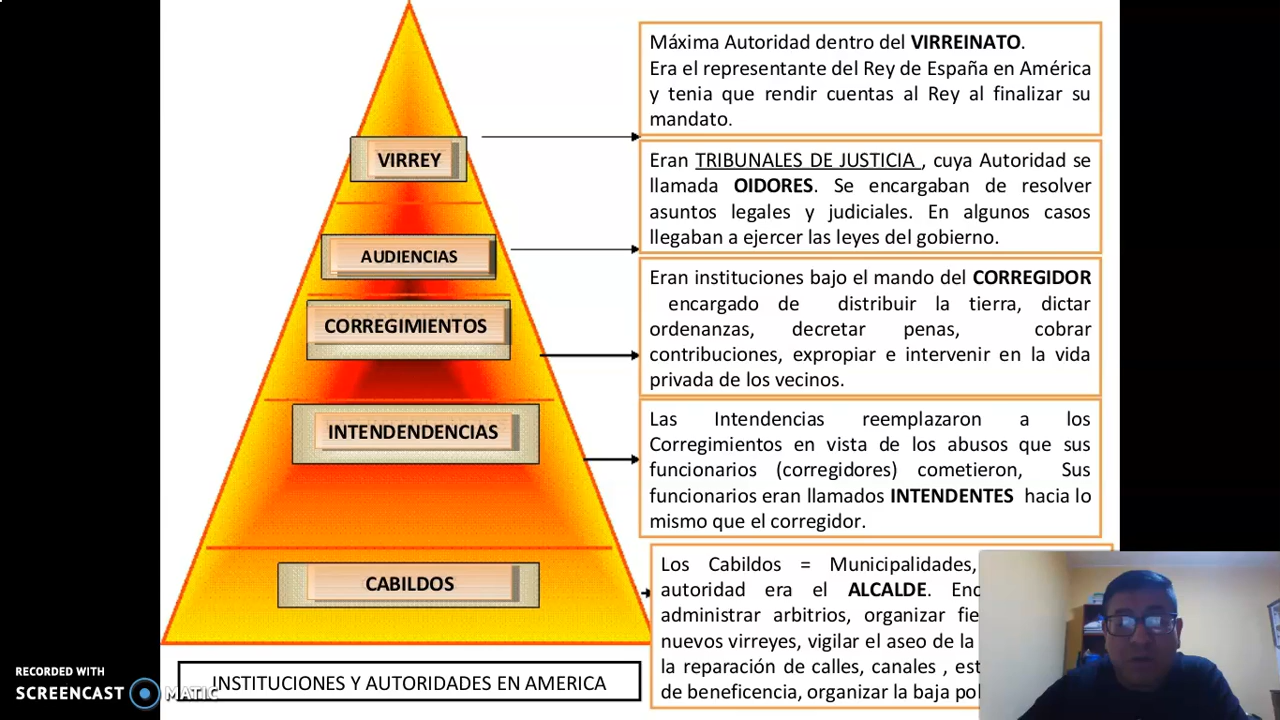 Máxima Autoridad dentro del VIRREINATO.
Era el representante del Rey de España en América
y tenia que rendir cuentas al Rey al finalizar su
mandato.
VIRREY
Eran TRIBUNALES DE JUSTICIA , cuya Autoridad se
llamada OIDORES. Se encargaban de resolver
asuntos legales y judiciales. En algunos casos
llegaban a ejercer las leyes del gobierno.
AUDIENCIAS
Eran instituciones bajo el mando del CORREGIDOR
encargado de distribuir la tierra, dictar
ordenanzas, decretar penas, cobrar
contribuciones, expropiar e intervenir en la vida
privada de los vecinos.
CORREGIMIENTOS
Las Intendencias reemplazaron a los
Corregimientos en vista de los abusos que sus
funcionarios (corregidores) cometieron, Sus
funcionarios eran llamados INTENDENTES hacia lo
mismo que el corregidor.
INTENDENDENCIAS
Los Cabildos = Municipalidades,
autoridad era el ALCALDE.
administrar arbitrios, organizar
nuevos virreyes, vigilar el aseo de la
la reparación de calles, canales ,
de beneficencia, organizar la baja
CABILDOS
INSTITUCIONES Y AUTORIDADES EN AMERICA
RECORDED WITH
SCREENCAST MATIC